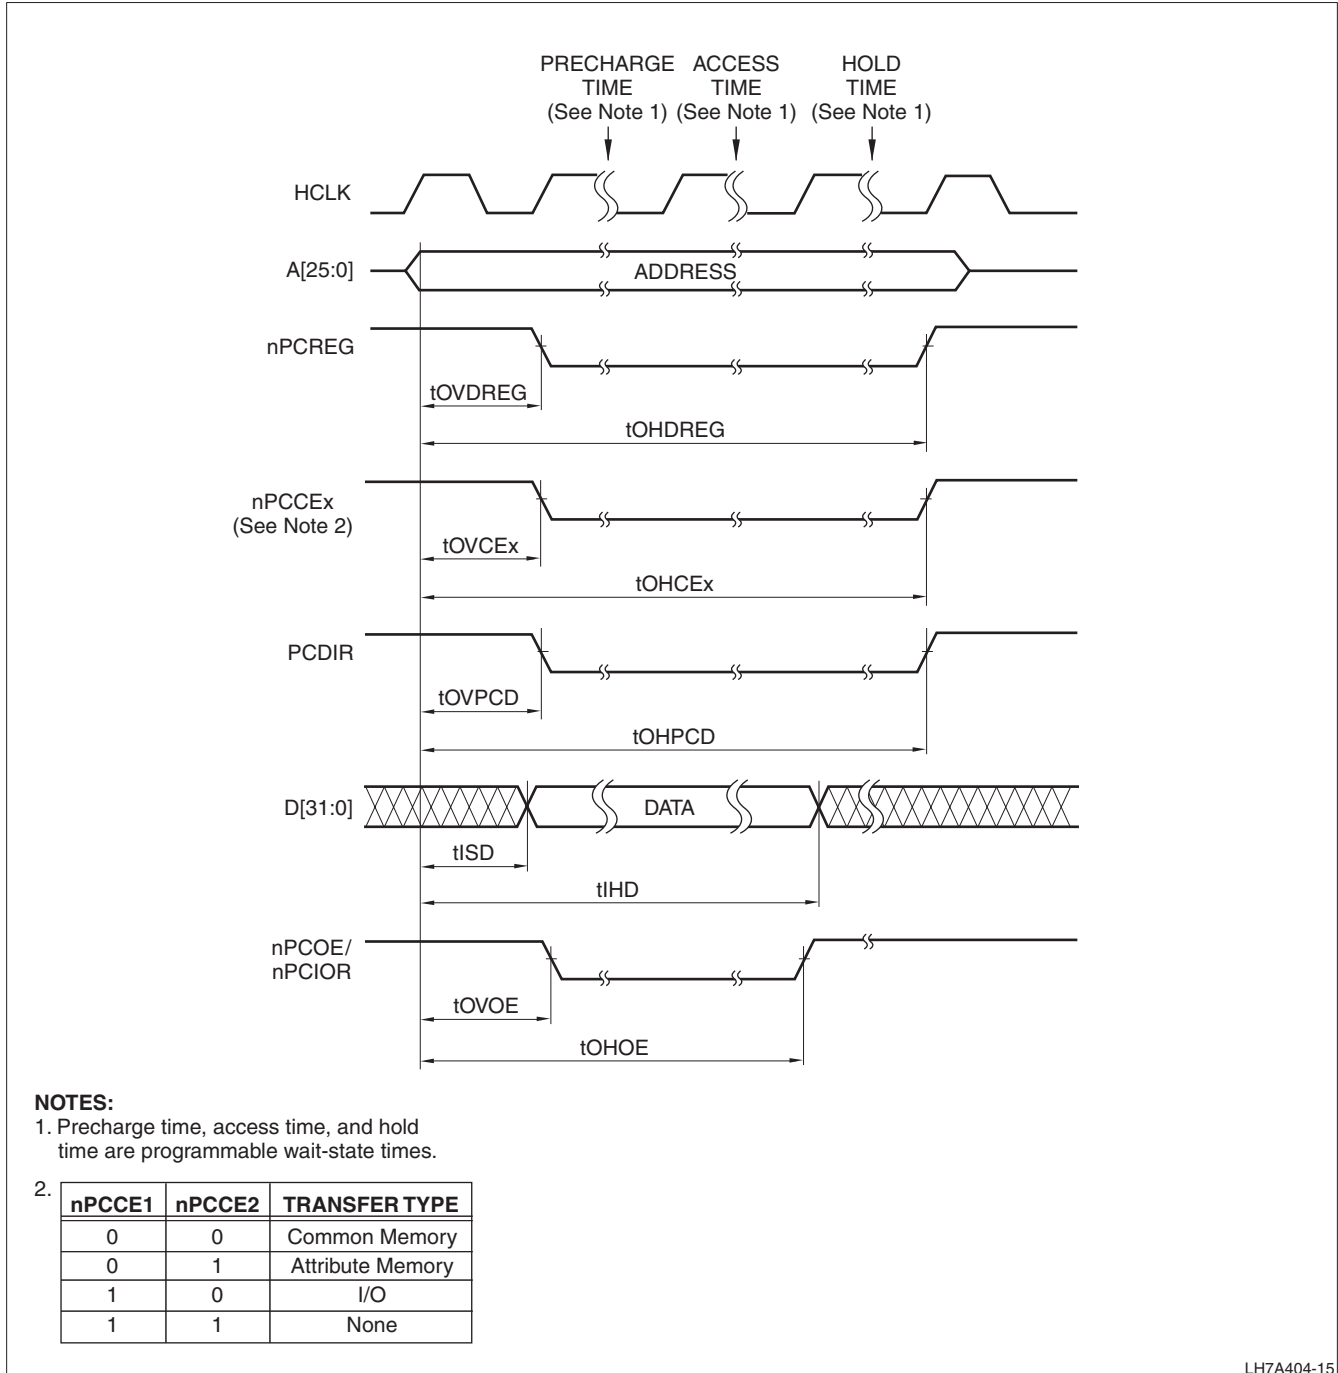 PRECHARGE TIME (See Note 1)
ACCESS TIME (See Note 1)
HOLD TIME (See Note 1)
HCLK
A[25:0]
ADDRESS
nPCREG
tOVDREG
tOHDREG
nPCCEx
(See Note 2)
tOVCEx
tOHCEx
PCDIR
tOVPCD
tOHPCD
D[31:0]
DATA
tISD
tIHD
nPCOE/
nPCIOR
tOVOE
tOHOE
NOTES:
1. Precharge time, access time, and hold
time are programmable wait-state times.
2.
nPCCE1 nPCCE2 TRANSFER TYPE
0 0 Common Memory
0 1 Attribute Memory
1 0 I/O
1 1 None
LH7A404-15